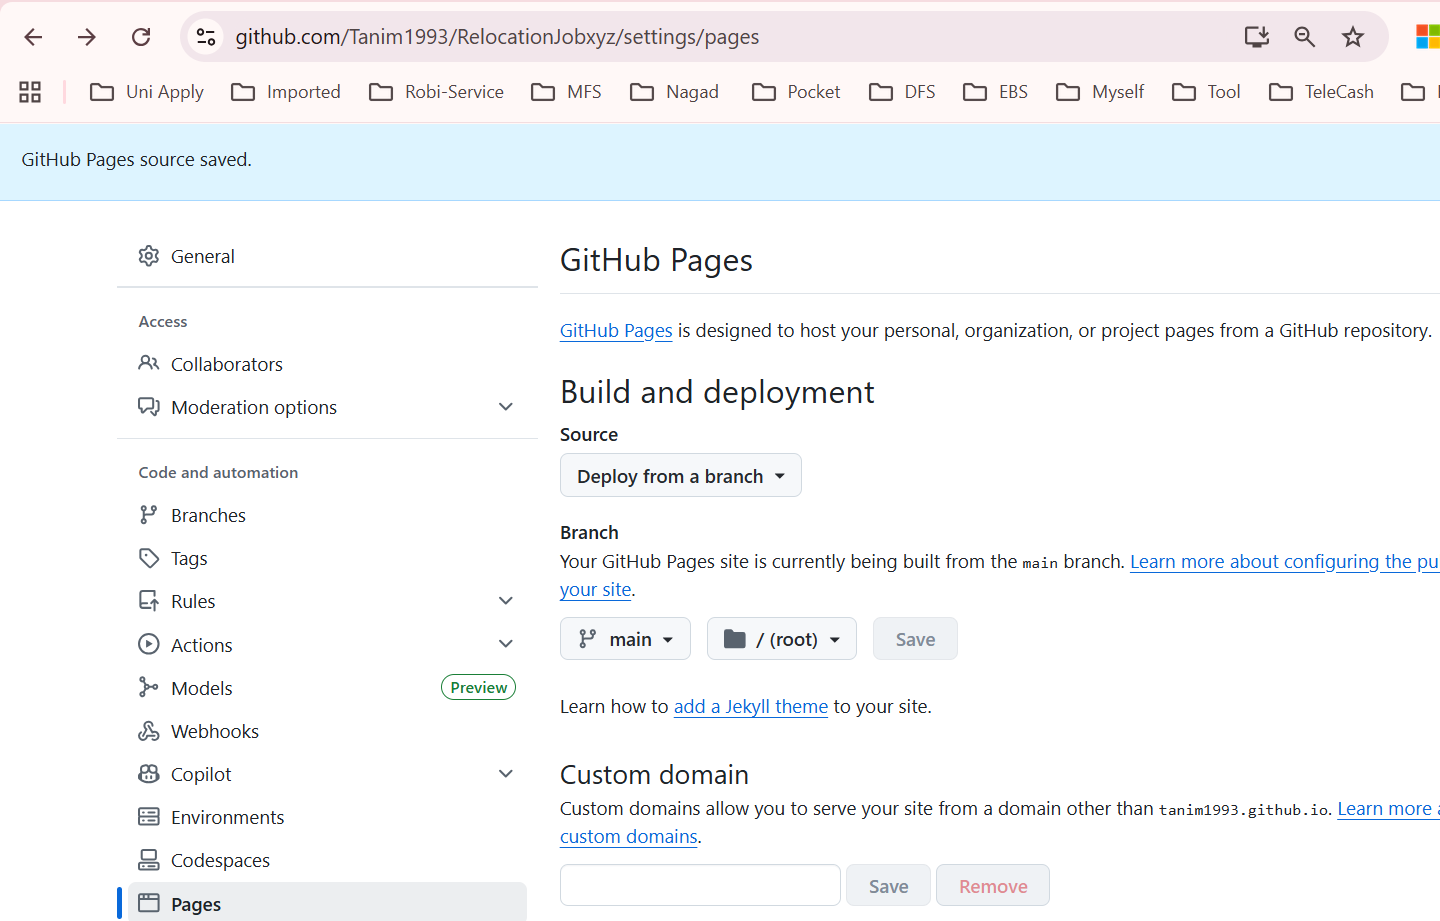 github.com/Tanim1993/RelocationJobxyz/settings/pages
Uni Apply Imported Robi-Service MFS Nagad Pocket DFS EBS Myself Tool TeleCash
GitHub Pages source saved.
General
Access
Collaborators
Moderation options
Code and automation
Branches
Tags
Rules
Actions
Models Preview
Webhooks
Copilot
Environments
Codespaces
Pages
GitHub Pages
GitHub Pages is designed to host your personal, organization, or project pages from a GitHub repository.
Build and deployment
Source
Deploy from a branch
Branch
Your GitHub Pages site is currently being built from the main branch. Learn more about configuring the pu
your site.
main / (root) Save
Learn how to add a Jekyll theme to your site.
Custom domain
Custom domains allow you to serve your site from a domain other than tanim1993.github.io. Learn more
custom domains.
Save Remove